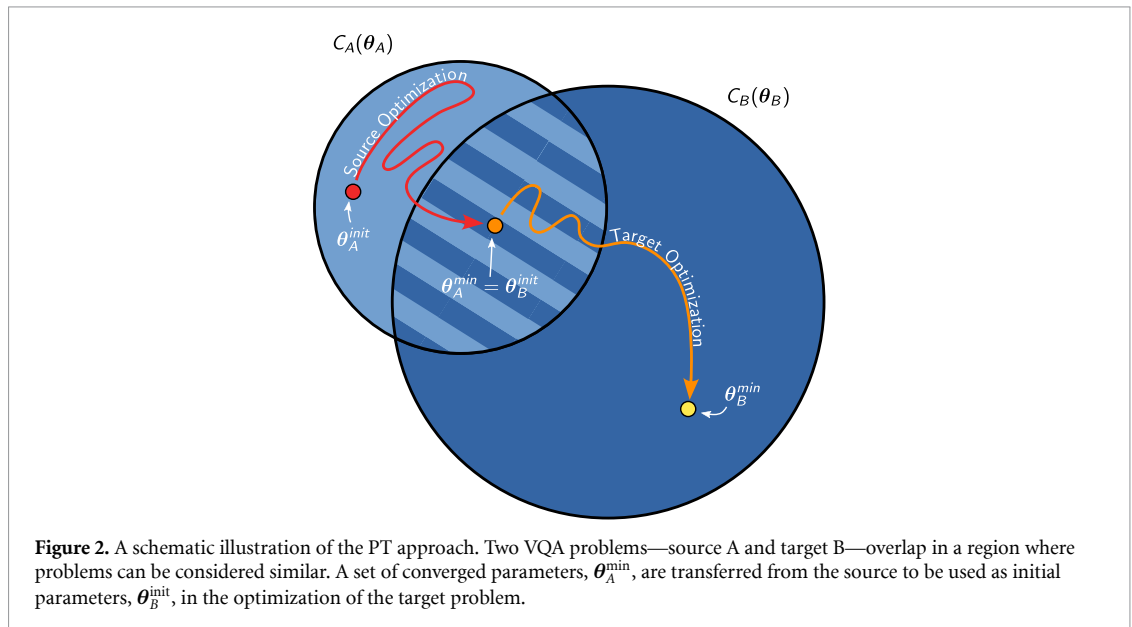 C_A(θ_A)
C_B(θ_B)
Source Optimization
θ_A^{init}
θ_A^{min} = θ_B^{init}
Target Optimization
θ_B^{min}
Figure 2. A schematic illustration of the PT approach. Two VQA problems—source A and target B—overlap in a region where
problems can be considered similar. A set of converged parameters, θ_A^{min}, are transferred from the source to be used as initial
parameters, θ_B^{init}, in the optimization of the target problem.